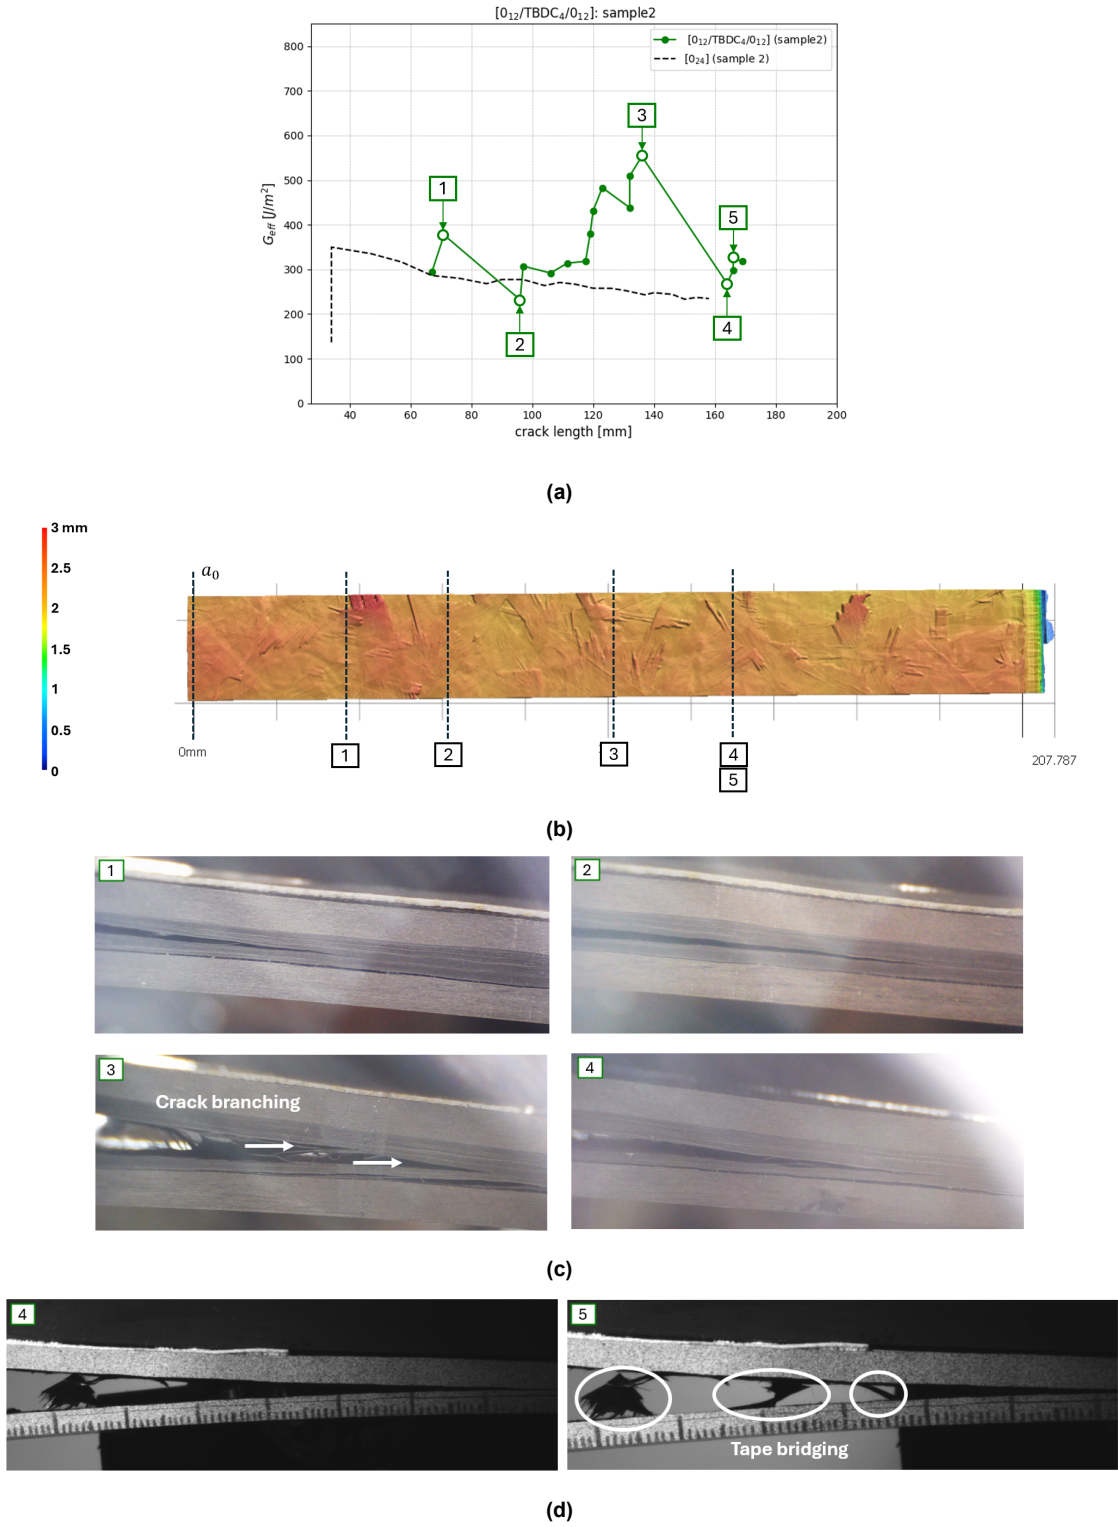 [0₁₂/TBDC₄/0₁₂]: sample2
[0₁₂/TBDC₄/0₁₂] (sample2)
[0₂₄] (sample 2)
800
700
600
500
400
300
200
100
0
G_eff [J/m²]
1
2
3
4
5
40 60 80 100 120 140 160 180 200
crack length [mm]
(a)
3 mm
2.5
2
1.5
1
0.5
0
a₀
0mm
1
2
3
4
5
207.787
(b)
1
2
3
Crack branching
4
(c)
4
5
Tape bridging
(d)